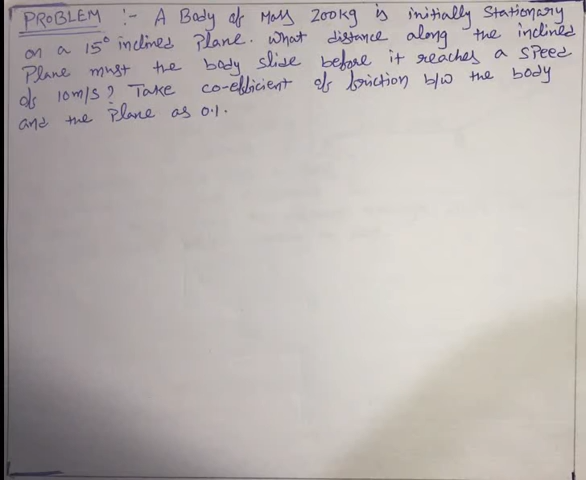 PROBLEM :- A Body of Mass 200kg is initially Stationary
on a 15° inclined Plane. What distance along the inclined
Plane must the body slide before it reaches a speed
of 10m/s? Take co-efficient of friction b/w the body
and the Plane as 0.1.